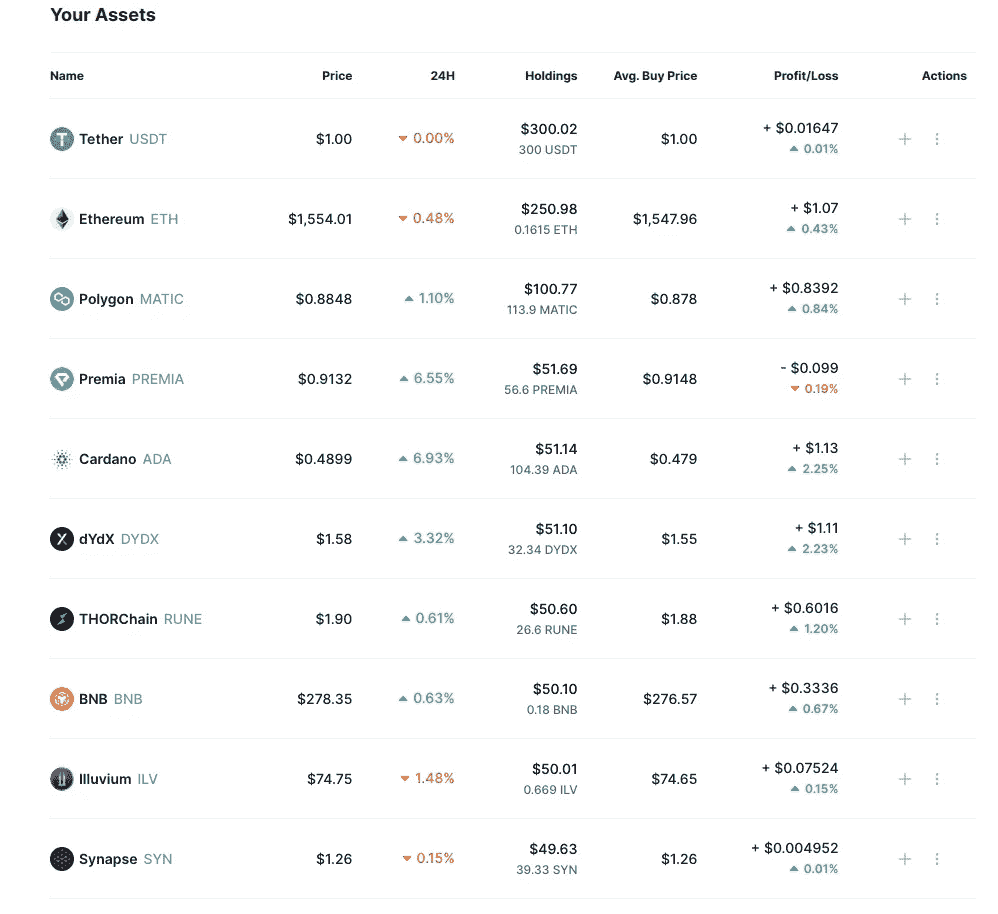 Your Assets
Name Price 24H Holdings Avg. Buy Price Profit/Loss Actions
Tether USDT $1.00 0.00% $300.02 $1.00 + $0.01647
300 USDT 0.01%
Ethereum ETH $1,554.01 0.48% $250.98 $1,547.96 + $1.07
0.1615 ETH 0.43%
Polygon MATIC $0.8848 1.10% $100.77 $0.878 + $0.8392
113.9 MATIC 0.84%
Premia PREMIA $0.9132 6.55% $51.69 $0.9148 - $0.099
56.6 PREMIA 0.19%
Cardano ADA $0.4899 6.93% $51.14 $0.479 + $1.13
104.39 ADA 2.25%
dYdX DYDX $1.58 3.32% $51.10 $1.55 + $1.11
32.34 DYDX 2.23%
THORChain RUNE $1.90 0.61% $50.60 $1.88 + $0.6016
26.6 RUNE 1.20%
BNB BNB $278.35 0.63% $50.10 $276.57 + $0.3336
0.18 BNB 0.67%
Illuvium ILV $74.75 1.48% $50.01 $74.65 + $0.07524
0.669 ILV 0.15%
Synapse SYN $1.26 0.15% $49.63 $1.26 + $0.004952
39.33 SYN 0.01%